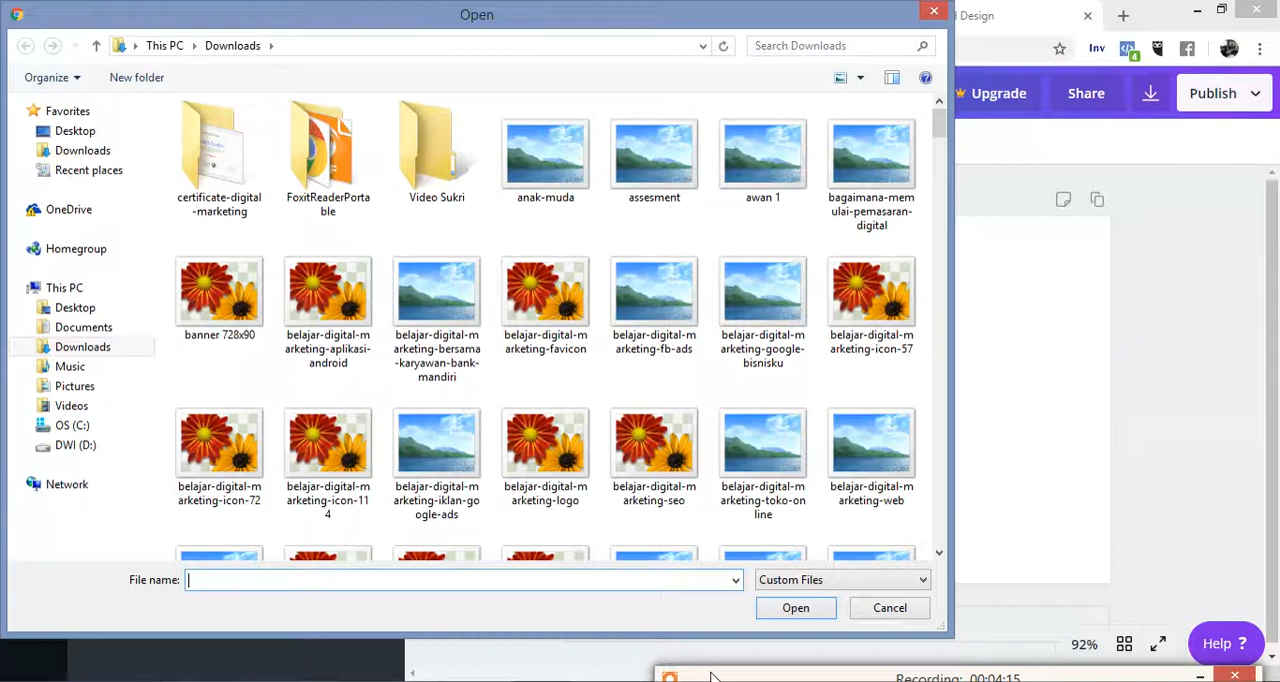 Open
d Design
This PC
Downloads
Search Downloads
Inv
4
Organize
New folder
Upgrade
Share
Publish
Favorites
Desktop
Downloads
Recent places
OneDrive
Homegroup
This PC
Desktop
Documents
Downloads
Music
Pictures
Videos
OS (C:)
DWI (D:)
Network
certificate-digital
-marketing
FoxitReaderPorta
ble
Video Sukri
anak-muda
assesment
awan 1
bagaimana-mem
ulai-pemasaran-
digital
banner 728x90
belajar-digital-m
arketing-aplikasi-
android
belajar-digital-m
arketing-bersama
-karyawan-bank-
mandiri
belajar-digital-m
arketing-favicon
belajar-digital-m
arketing-fb-ads
belajar-digital-m
arketing-google-
bisnisku
belajar-digital-m
arketing-icon-57
belajar-digital-m
arketing-icon-72
belajar-digital-m
arketing-icon-11
4
belajar-digital-m
arketing-iklan-go
ogle-ads
belajar-digital-m
arketing-logo
belajar-digital-m
arketing-seo
belajar-digital-m
arketing-toko-on
line
belajar-digital-m
arketing-web
File name:
Custom Files
Open
Cancel
92%
Help ?
Recording: 00:04:15